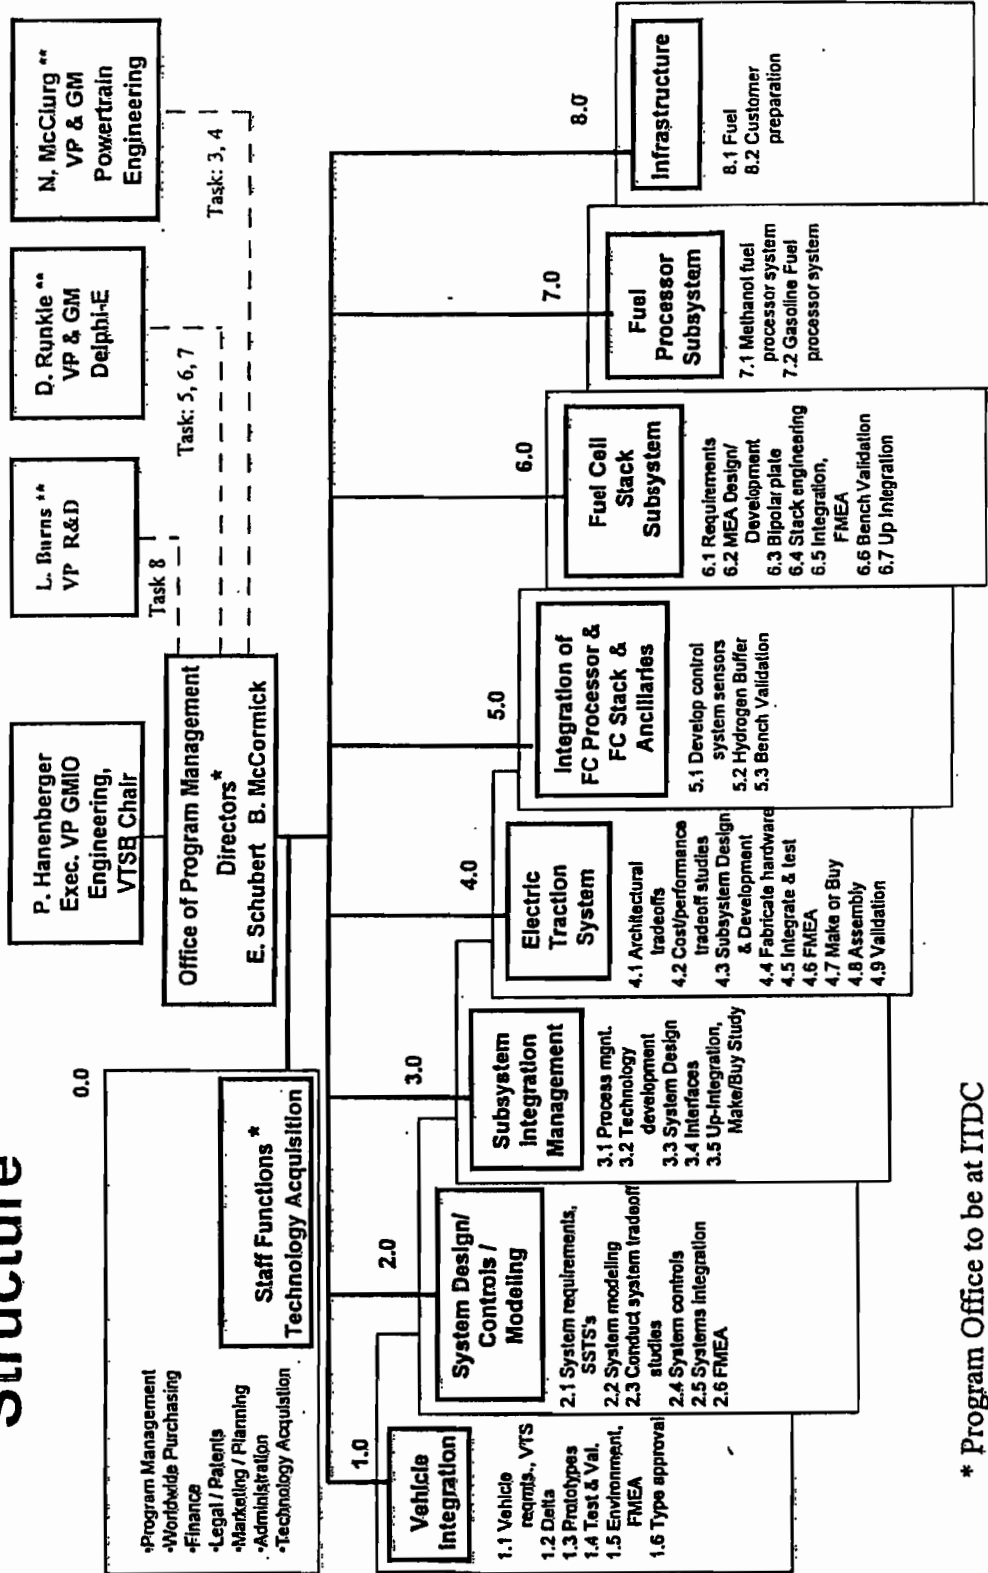 Structure
P. Hanenberger
Exec. VP GMIO
Engineering,
VTSB Chair
L. Burns **
VP R&D
D. Runkle **
VP & GM
Delphi-E
N. McClurg **
VP & GM
Powertrain
Engineering
Task 8
Task: 5, 6, 7
Task: 3, 4
Office of Program Management
Directors*
E. Schubert B. McCormick
0.0
•Program Management
•Worldwide Purchasing
•Finance
•Legal / Patents
•Marketing / Planning
•Administration
•Technology Acquistion
Staff Functions *
Technology Acquisition
1.0
Vehicle
Integration
1.1 Vehicle
reqmts., VTS
1.2 Delta
1.3 Prototypes
1.4 Test & Val.
1.5 Environment,
FMEA
1.6 Type approval
2.0
System Design/
Controls /
Modeling
2.1 System requirements,
SSTS's
2.2 System modeling
2.3 Conduct system tradeoff
studies
2.4 System controls
2.5 Systems integration
2.6 FMEA
3.0
Subsystem
Integration
Management
3.1 Process mgnt.
3.2 Technology
development
3.3 System Design
3.4 Interfaces
3.5 Up-Integration,
Make/Buy Study
4.0
Electric
Traction
System
4.1 Architectural
tradeoffs
4.2 Cost/performance
tradeoff studies
4.3 Subsystem Design
& Development
4.4 Fabricate hardware
4.5 Integrate & test
4.6 FMEA
4.7 Make or Buy
4.8 Assembly
4.9 Validation
5.0
Integration of
FC Processor &
FC Stack &
Ancillaries
5.1 Develop control
system sensors
5.2 Hydrogen Buffer
5.3 Bench Validation
6.0
Fuel Cell
Stack
Subsystem
6.1 Requirements
6.2 MEA Design/
Development
6.3 Bipolar plate
6.4 Stack engineering
6.5 Integration,
FMEA
6.6 Bench Validation
6.7 Up Integration
7.0
Fuel
Processor
Subsystem
7.1 Methanol fuel
processor system
7.2 Gasoline Fuel
processor system
8.0
Infrastructure
8.1 Fuel
8.2 Customer
preparation
* Program Office to be at ITDC